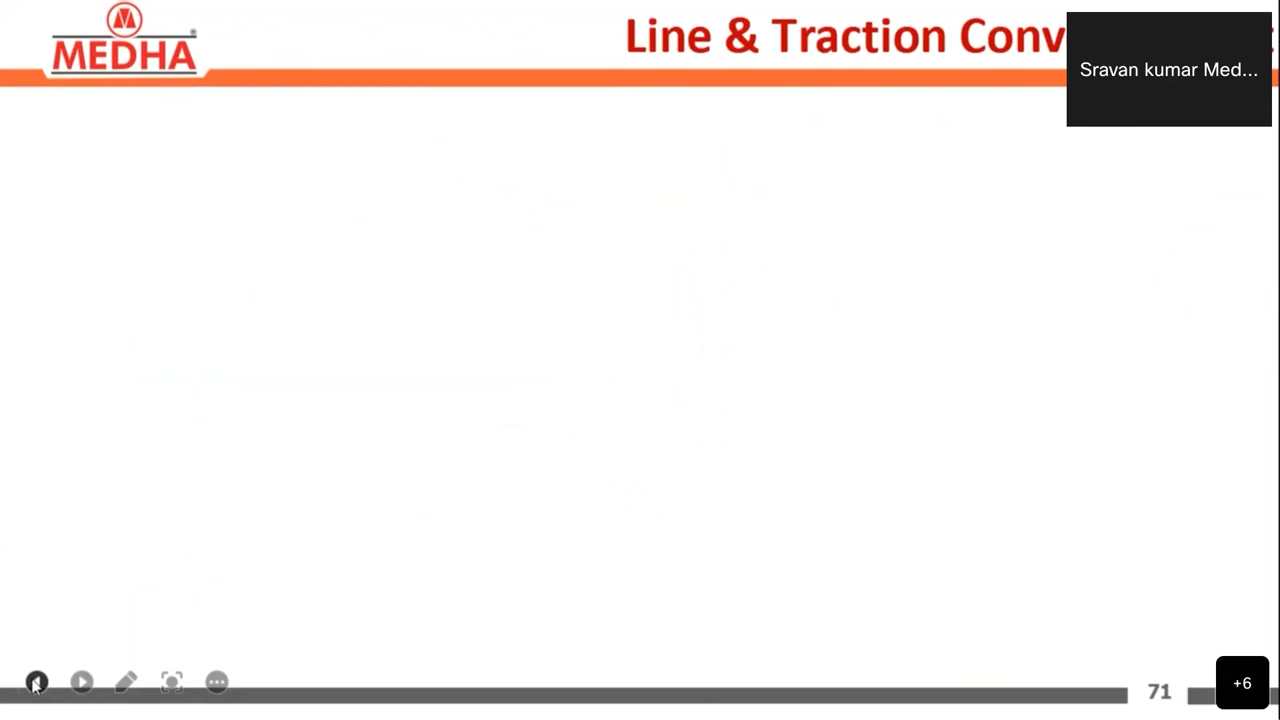 MEDHA
®
Line & Traction Conv
Sravan kumar Med...
71
+6